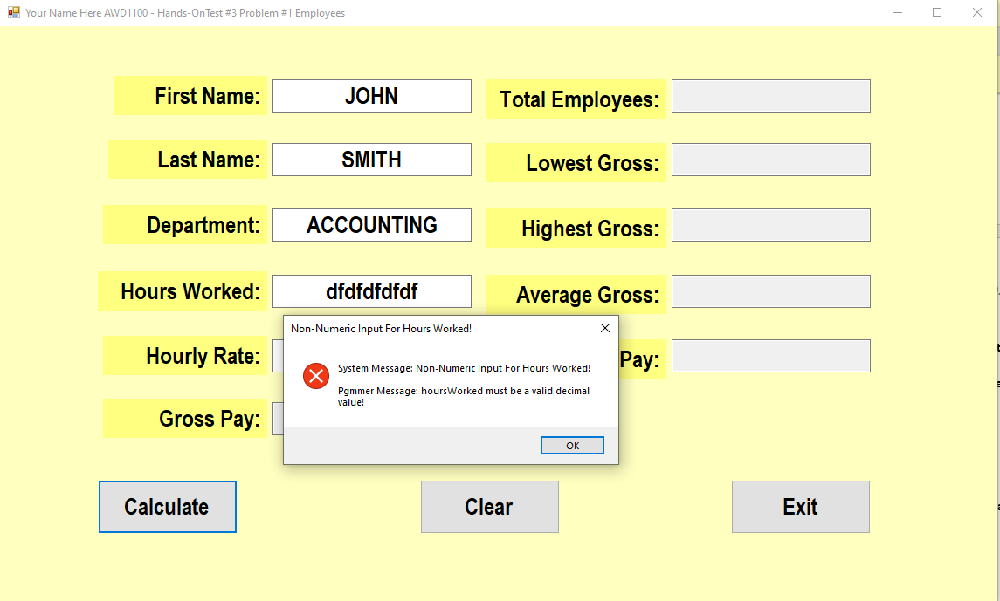 Your Name Here AWD1100 - Hands-OnTest #3 Problem #1 Employees
First Name:
JOHN
Total Employees:
Last Name:
SMITH
Lowest Gross:
Department:
ACCOUNTING
Highest Gross:
Hours Worked:
dfdfdfdfdf
Average Gross:
Hourly Rate:
Pay:
Gross Pay:
Non-Numeric Input For Hours Worked!
System Message: Non-Numeric Input For Hours Worked!
Pgmmer Message: hoursWorked must be a valid decimal
value!
OK
Calculate
Clear
Exit